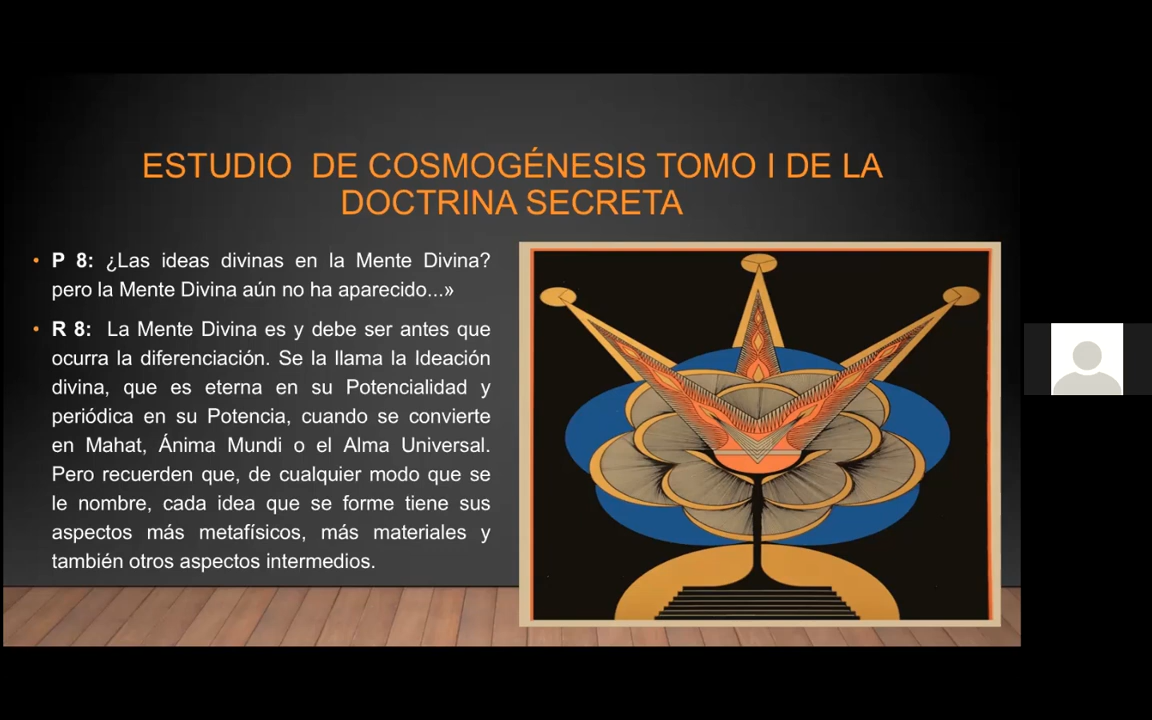 ESTUDIO DE COSMOGÉNESIS TOMO I DE LA
DOCTRINA SECRETA
• P 8: ¿Las ideas divinas en la Mente Divina?
pero la Mente Divina aún no ha aparecido...»
• R 8: La Mente Divina es y debe ser antes que
ocurra la diferenciación. Se la llama la Ideación
divina, que es eterna en su Potencialidad y
periódica en su Potencia, cuando se convierte
en Mahat, Ánima Mundi o el Alma Universal.
Pero recuerden que, de cualquier modo que se
le nombre, cada idea que se forme tiene sus
aspectos más metafísicos, más materiales y
también otros aspectos intermedios.